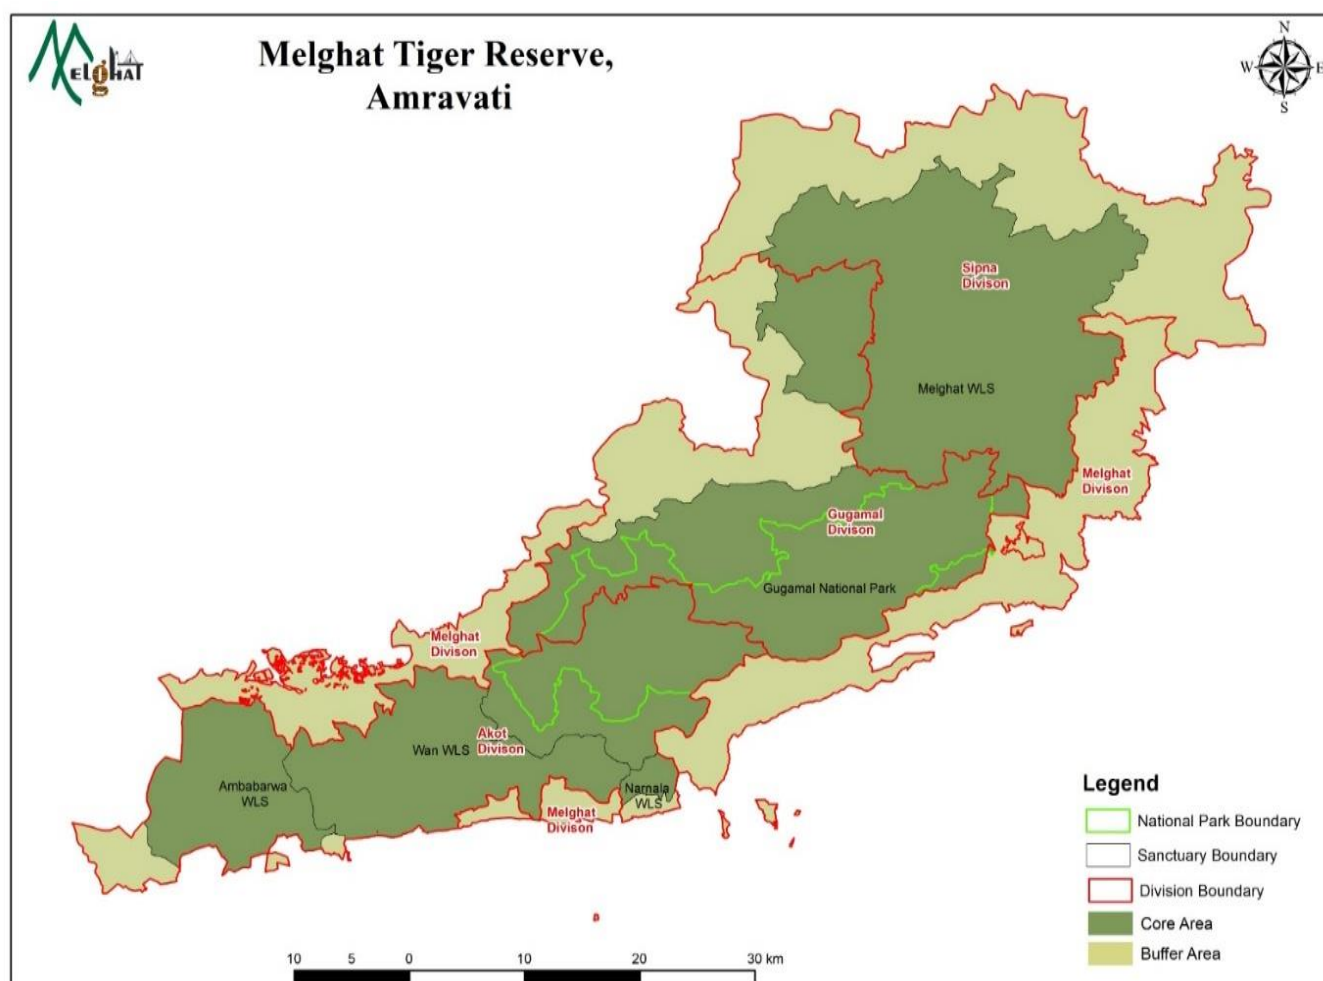 MELGHAT
Melghat Tiger Reserve,
Amravati
N
W
E
S
Sipna
Divison
Melghat WLS
Melghat
Divison
Gugamal
Divison
Gugamal National Park
Melghat
Divison
Wan WLS
Akot
Divison
Ambabarwa
WLS
Narnala
WLS
Melghat
Divison
Legend
National Park Boundary
Sanctuary Boundary
Division Boundary
Core Area
Buffer Area
10 5 0 10 20 30 km